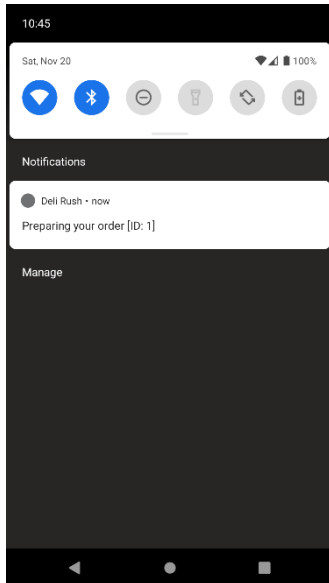 10:45
Sat, Nov 20 100%
Notifications
Deli Rush • now
Preparing your order [ID: 1]
Manage